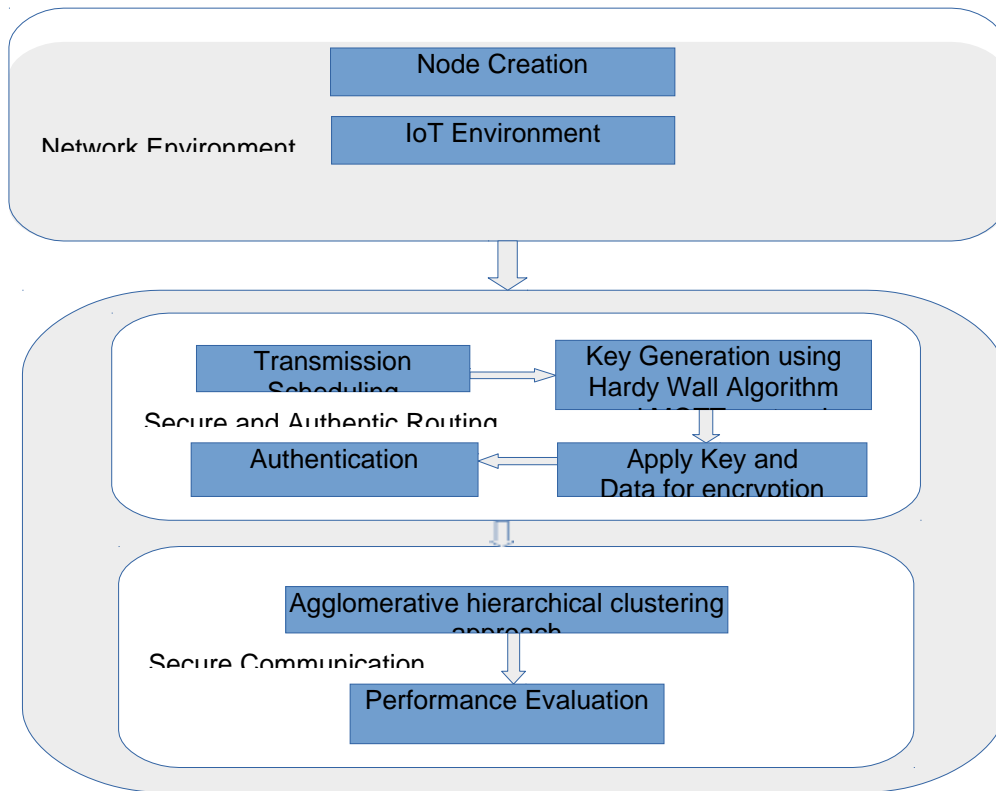 Node Creation
IoT Environment
Network Environment
Transmission
Scheduling
Key Generation using
Hardy Wall Algorithm
Secure and Authentic Routing
Authentication
Apply Key and
Data for encryption
Agglomerative hierarchical clustering
approach
Secure Communication
Performance Evaluation